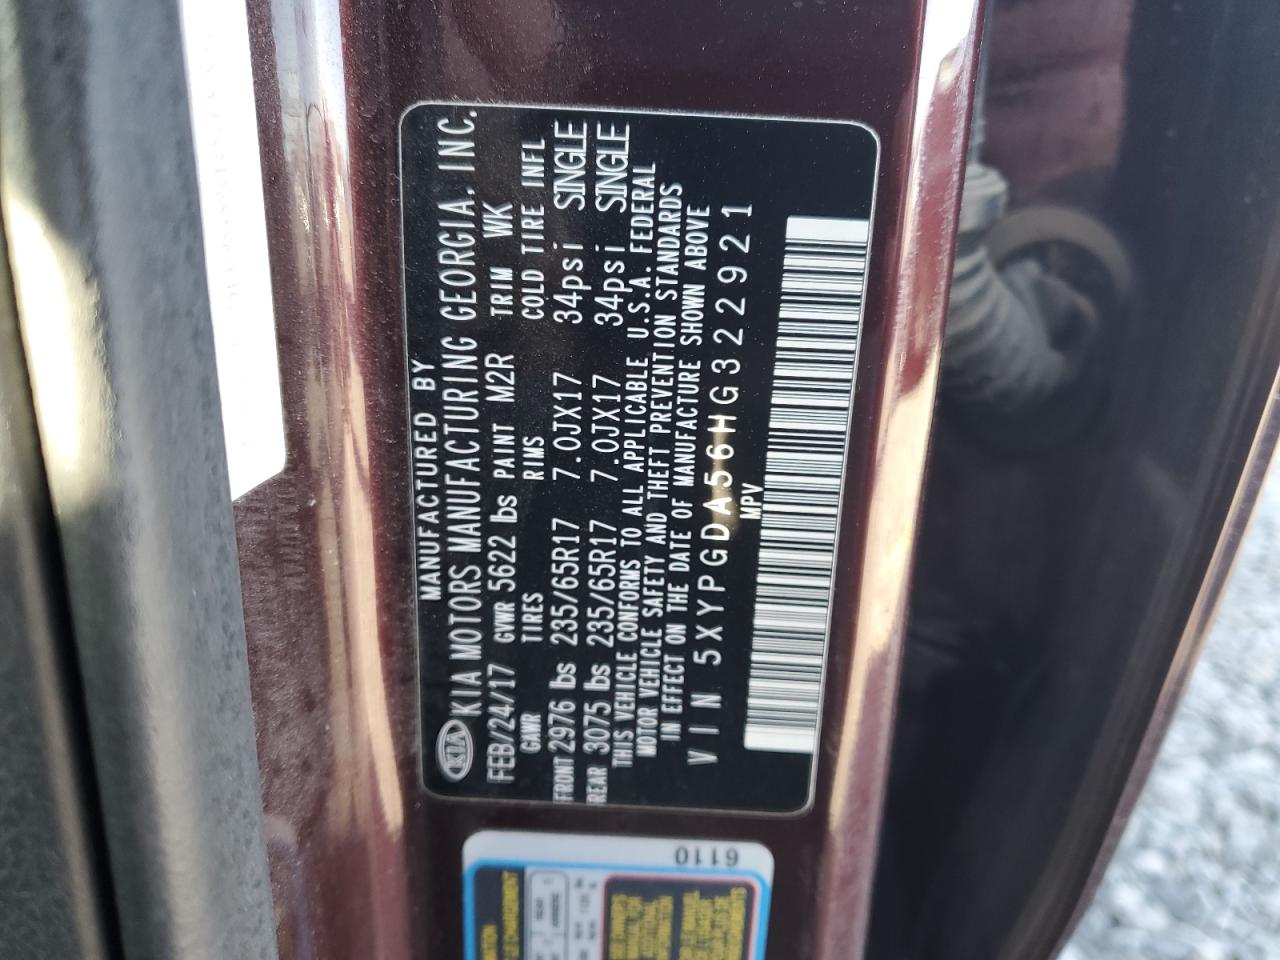 MANUFACTURED BY
KIA KIA MOTORS MANUFACTURING GEORGIA, INC.
FEB/24/17 GVWR 5622 lbs PAINT M2R TRIM WK
GAWR TIRES RIMS COLD TIRE INFL
FRONT 2976 lbs 235/65R17 7.0JX17 34psi SINGLE
REAR 3075 lbs 235/65R17 7.0JX17 34psi SINGLE
THIS VEHICLE CONFORMS TO ALL APPLICABLE U.S.A. FEDERAL
MOTOR VEHICLE SAFETY AND THEFT PREVENTION STANDARDS
IN EFFECT ON THE DATE OF MANUFACTURE SHOWN ABOVE
VIN 5XYPGDA56HG322921
MPV
6110